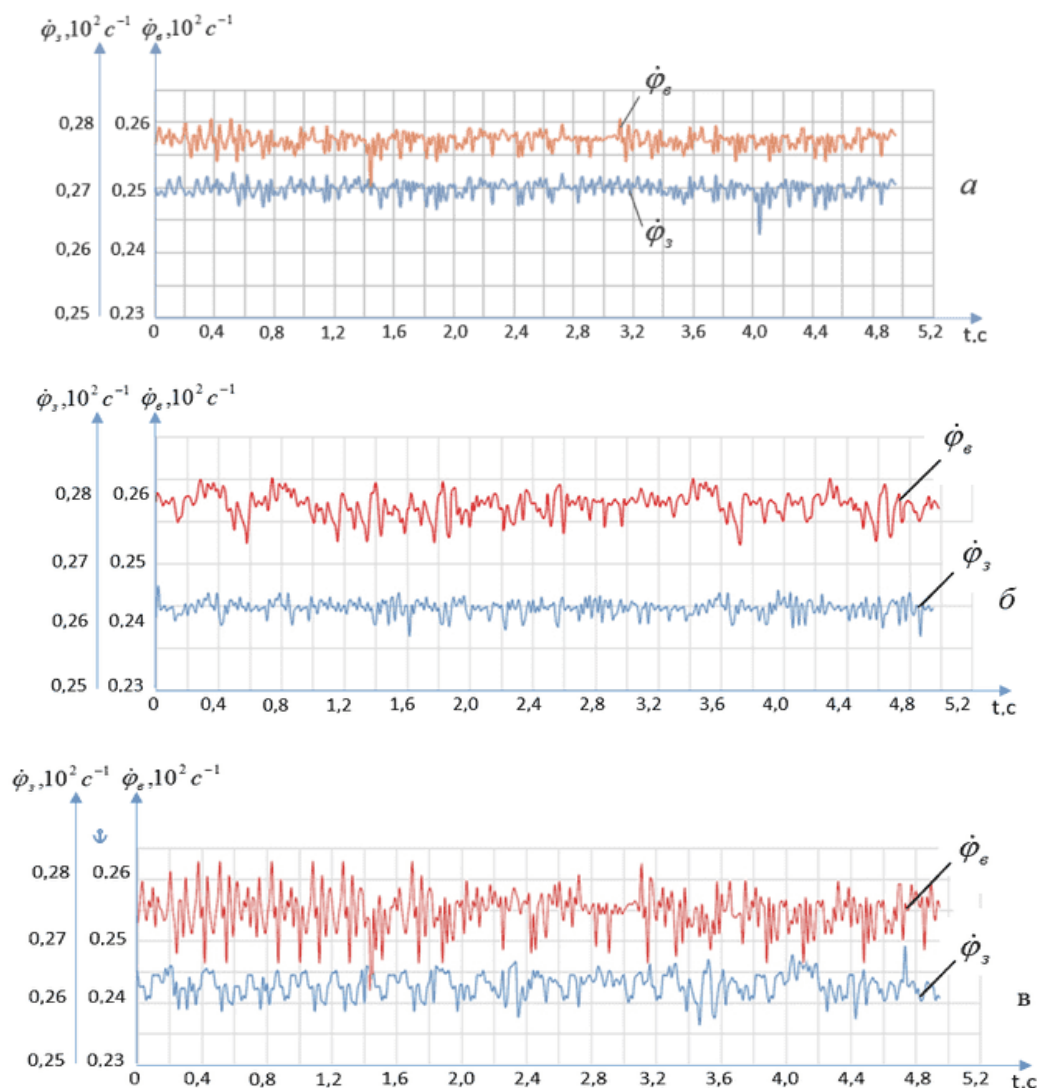 φ̇з,10² c⁻¹ φ̇в,10² c⁻¹
φ̇в
0,28 0,26
0,27 0,25
а
φ̇з
0,26 0,24
0,25 0,23
0 0,4 0,8 1,2 1,6 2,0 2,4 2,8 3,2 3,6 4,0 4,4 4,8 5,2
t.c
φ̇з,10² c⁻¹ φ̇в,10² c⁻¹
φ̇в
0,28 0,26
0,27 0.25
φ̇з
б
0,26 0,24
0,25 0,23
0 0,4 0,8 1,2 1,6 2,0 2,4 2,8 3,2 3,6 4,0 4,4 4,8 5,2
t,c
φ̇з,10² c⁻¹ φ̇в,10² c⁻¹
φ̇в
0,28 0,26
0,27 0.25
φ̇з
0,26 0,24
в
0,25 0,23
0 0,4 0,8 1,2 1,6 2,0 2,4 2,8 3,2 3,6 4,0 4,4 4,8 5,2
t.c